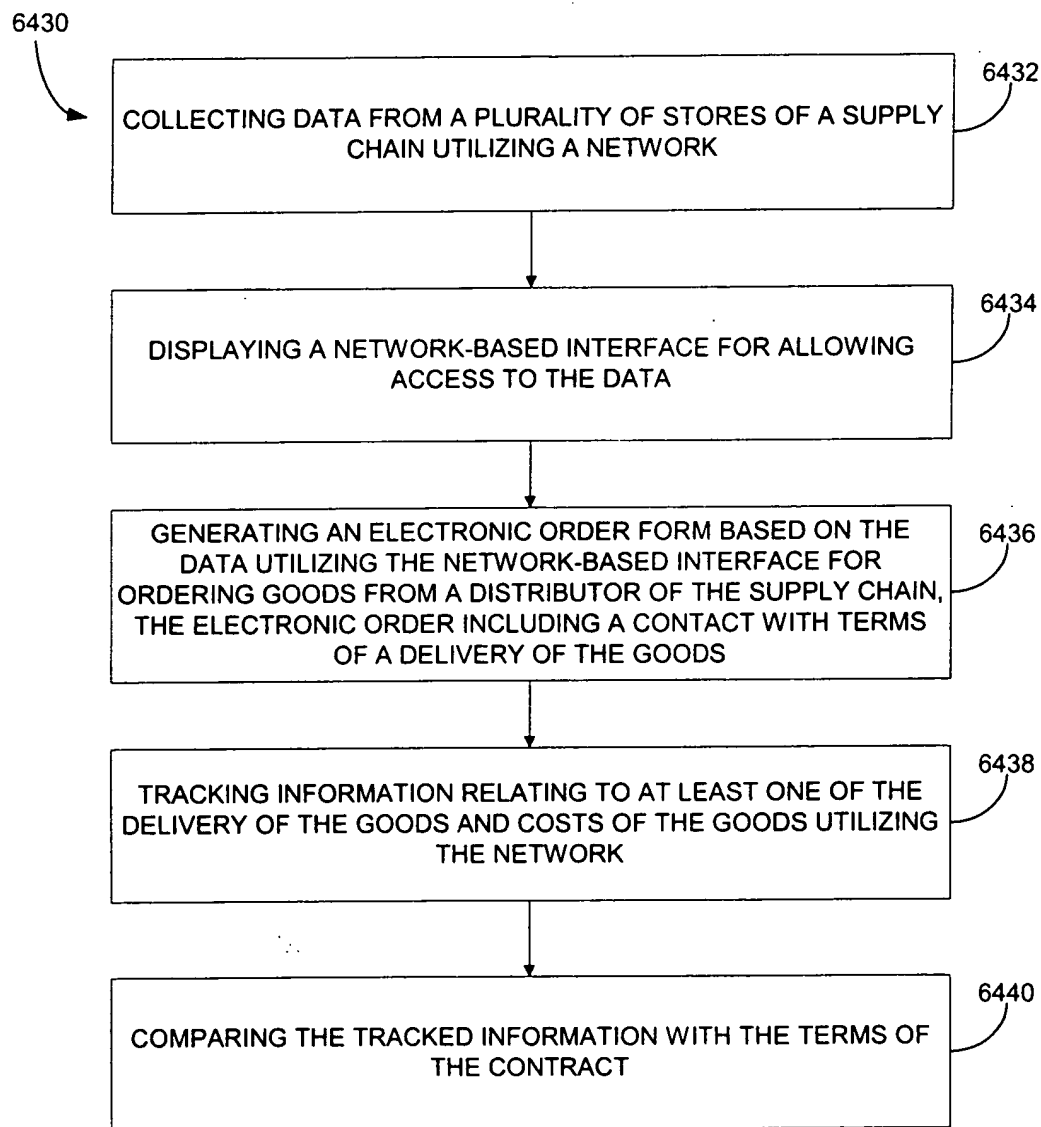 6430
6432
COLLECTING DATA FROM A PLURALITY OF STORES OF A SUPPLY
CHAIN UTILIZING A NETWORK
6434
DISPLAYING A NETWORK-BASED INTERFACE FOR ALLOWING
ACCESS TO THE DATA
6436
GENERATING AN ELECTRONIC ORDER FORM BASED ON THE
DATA UTILIZING THE NETWORK-BASED INTERFACE FOR
ORDERING GOODS FROM A DISTRIBUTOR OF THE SUPPLY CHAIN,
THE ELECTRONIC ORDER INCLUDING A CONTACT WITH TERMS
OF A DELIVERY OF THE GOODS
6438
TRACKING INFORMATION RELATING TO AT LEAST ONE OF THE
DELIVERY OF THE GOODS AND COSTS OF THE GOODS UTILIZING
THE NETWORK
6440
COMPARING THE TRACKED INFORMATION WITH THE TERMS OF
THE CONTRACT